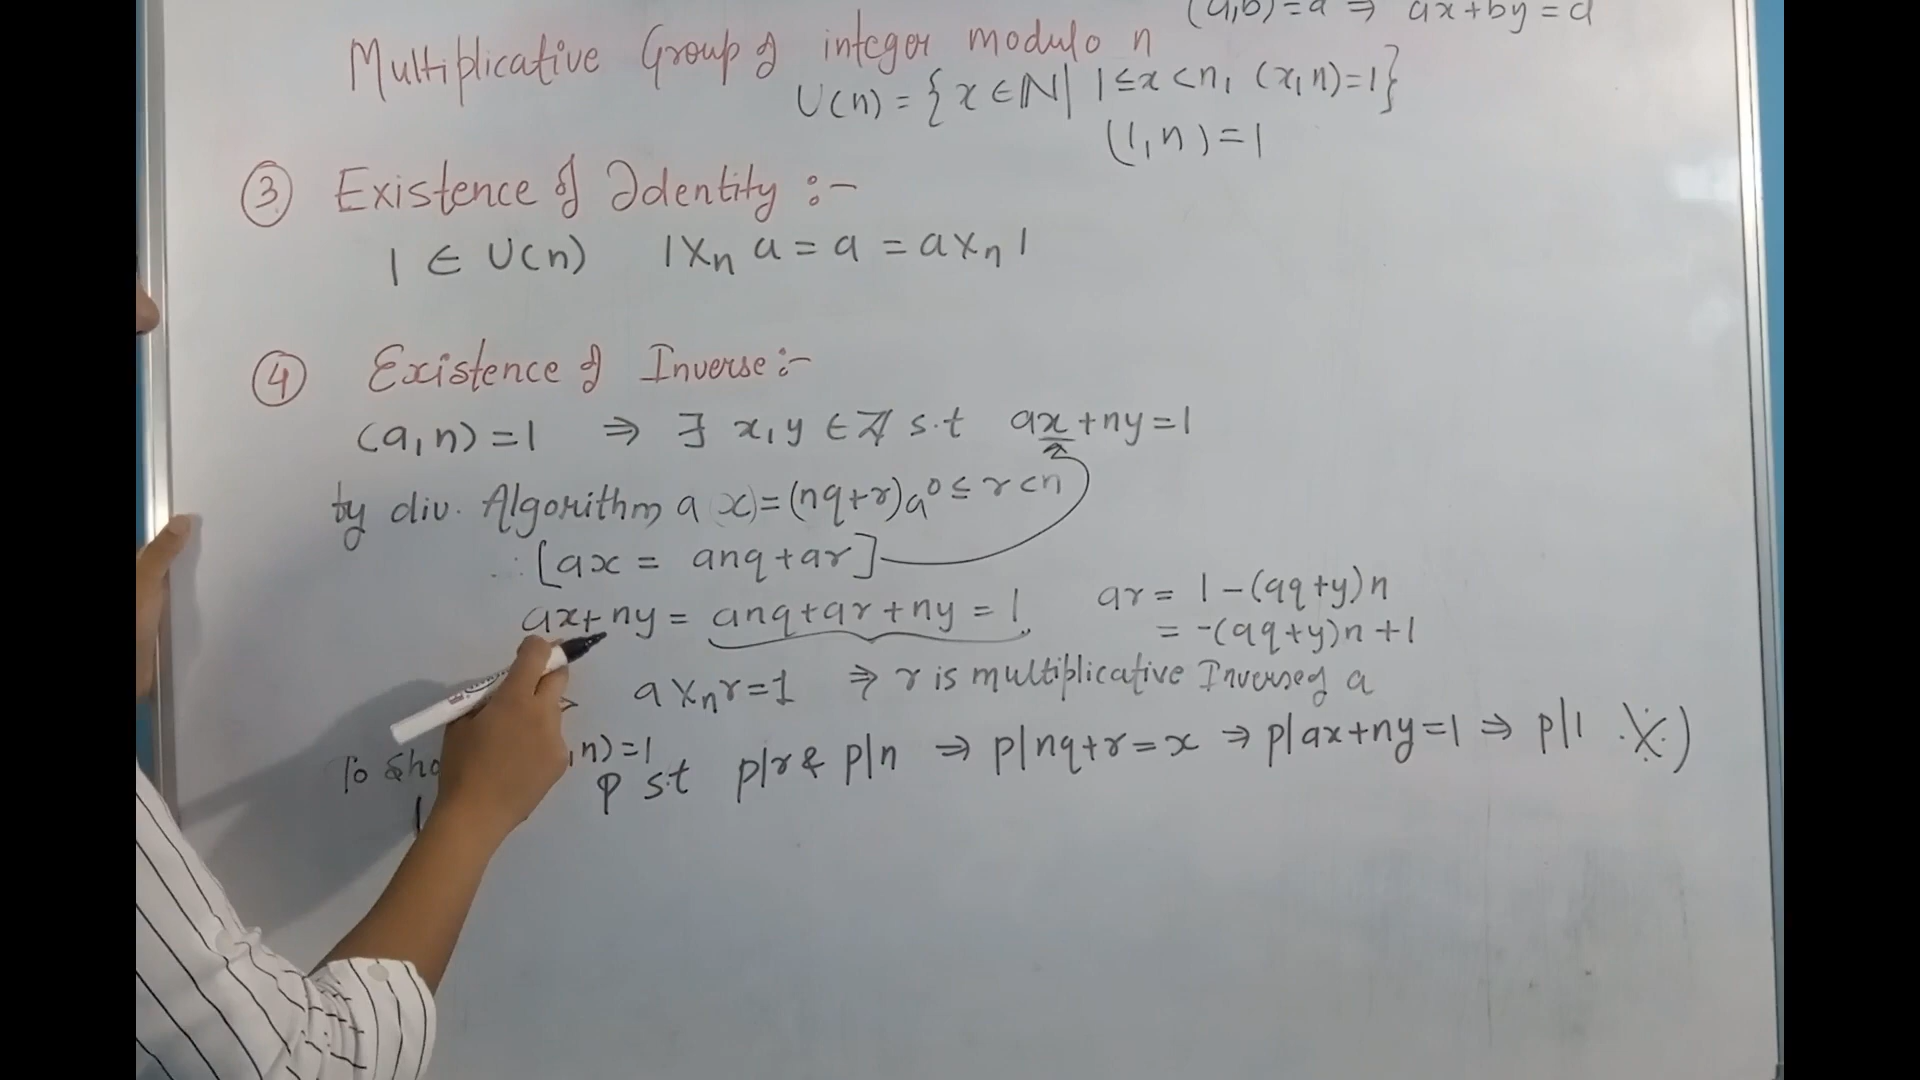 (a,b)=d ⇒ ax+by=d
Multiplicative Group of integer modulo n
U(n) = {x ∈ ℕ| 1≤x<n, (x,n)=1}
(1,n)=1
③ Existence of Identity :-
1 ∈ U(n) 1×ₙ a = a = a×ₙ 1
④ Existence of Inverse :-
(a,n)=1 ⇒ ∃ x,y ∈ ℤ s.t ax+ny=1
by div. Algorithm a(x)=(nq+r)a 0≤r<n
∴ [ax = anq+ar]
ax+ny = anq+ar+ny = 1
ar = 1-(aq+y)n
= -(aq+y)n+1
a×ₙr=1 ⇒ r is multiplicative Inverse of a
To sho ,n)=1
p s.t p|r & p|n ⇒ p|nq+r=x ⇒ p|ax+ny=1 ⇒ p|1